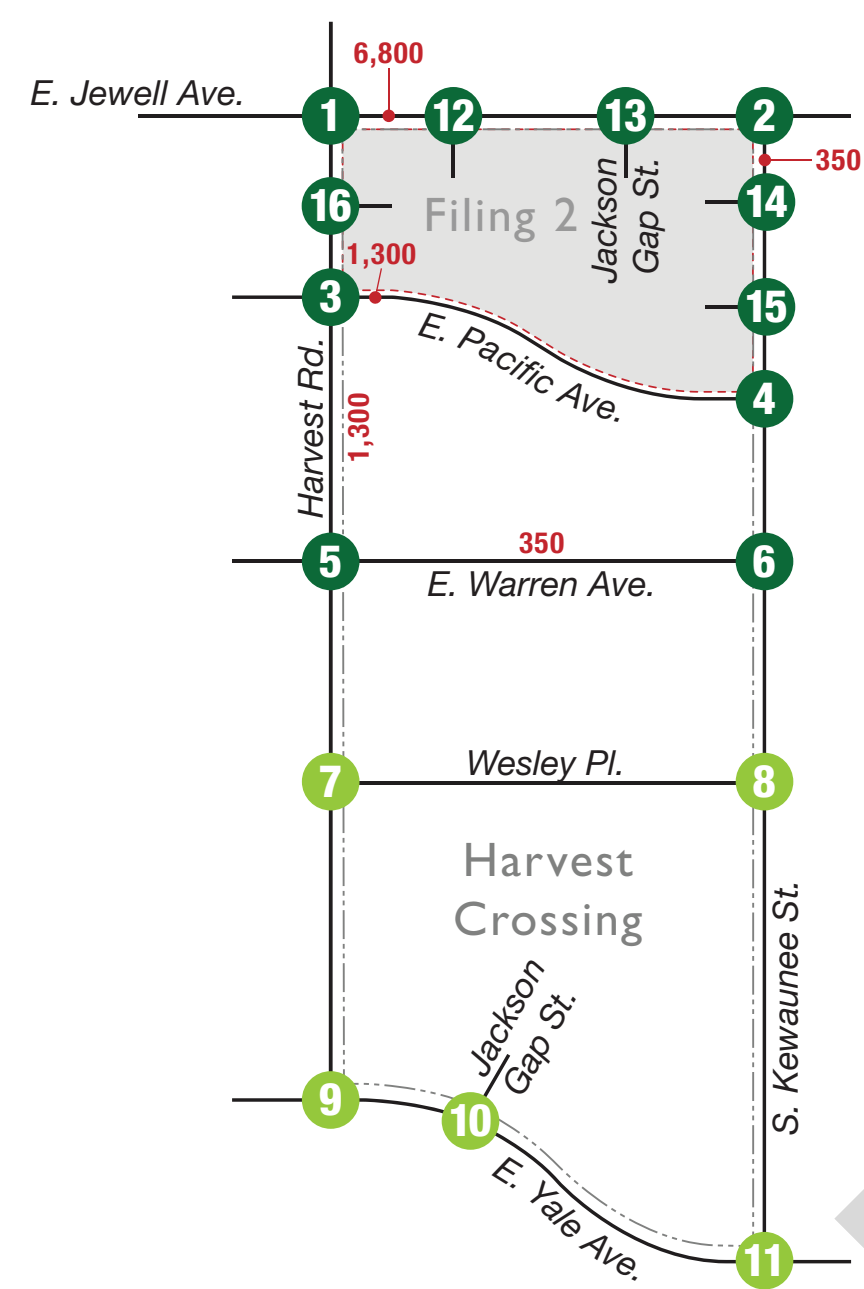 6,800
E. Jewell Ave.
1
12
13
2
350
Jackson
Gap St.
16
Filing 2
14
1,300
3
15
E. Pacific Ave.
4
Harvest Rd.
1,300
350
5
6
E. Warren Ave.
Wesley Pl.
7
8
Harvest
Crossing
S. Kewaunee St.
Jackson
Gap St.
9
10
E. Yale Ave.
11